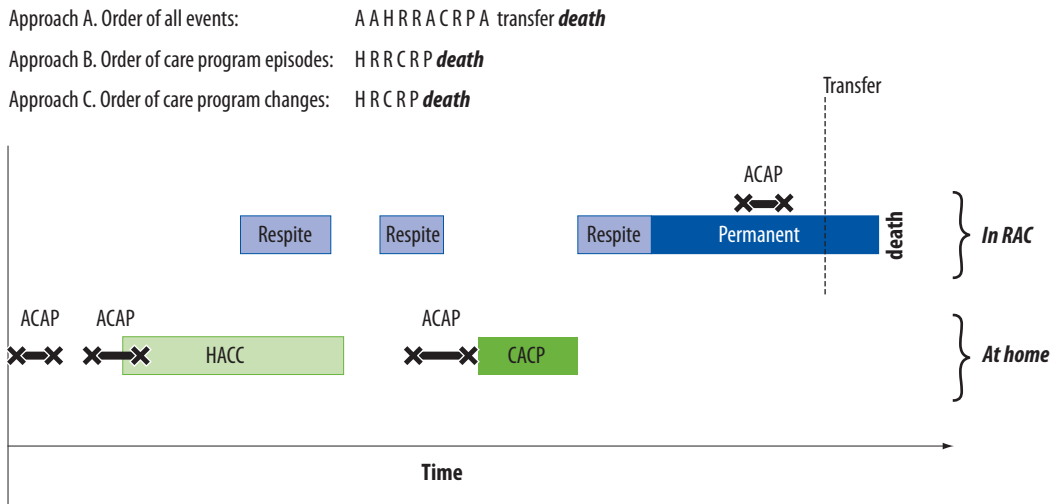 Approach A. Order of all events: A A H R R A C R P A transfer death
Approach B. Order of care program episodes: H R R C R P death
Approach C. Order of care program changes: H R C R P death
Transfer
ACAP
Respite Respite Respite Permanent death In RAC
ACAP ACAP ACAP
HACC CACP At home
Time